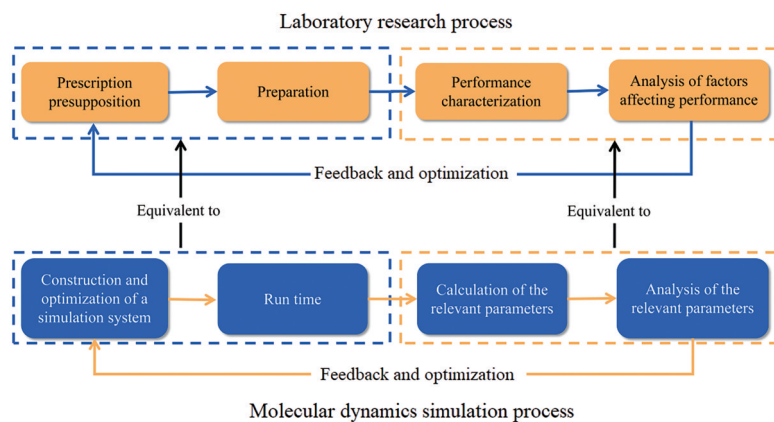 Laboratory research process
Prescription
presupposition
Preparation
Performance
characterization
Analysis of factors
affecting performance
Feedback and optimization
Equivalent to
Equivalent to
Construction and
optimization of a
simulation system
Run time
Calculation of the
relevant parameters
Analysis of the
relevant parameters
Feedback and optimization
Molecular dynamics simulation process